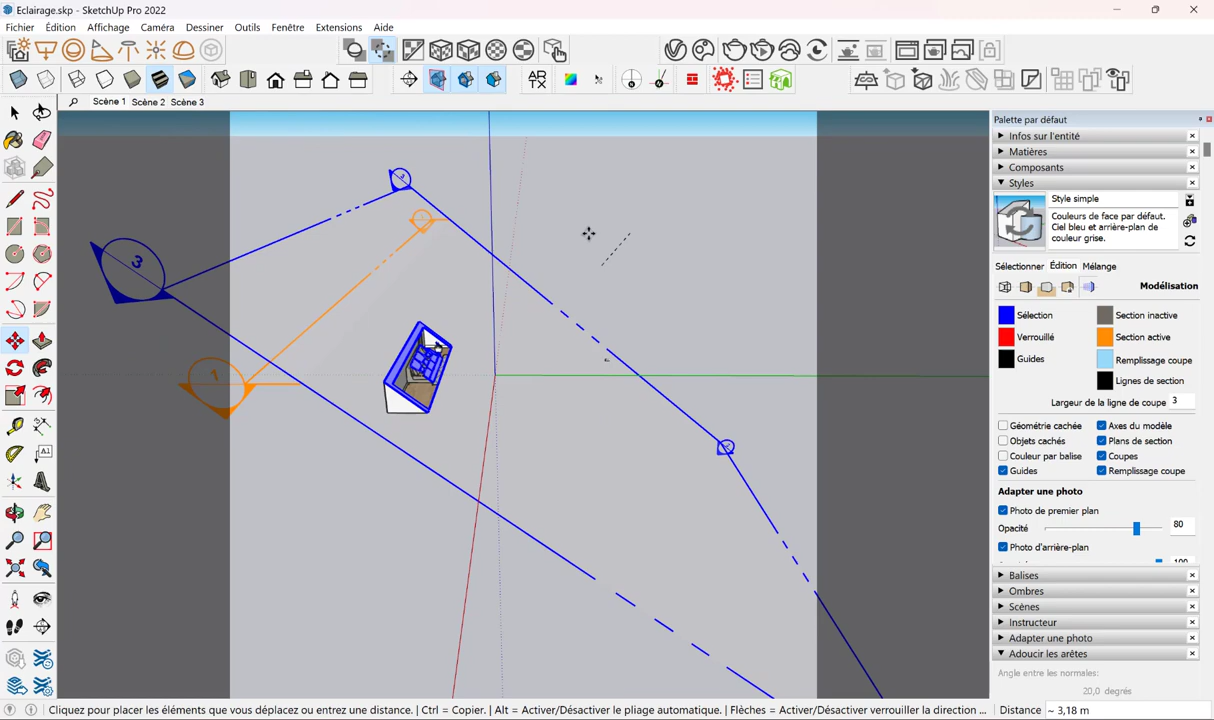 Eclairage.skp - SketchUp Pro 2022
Fichier Édition Affichage Caméra Dessiner Outils Fenêtre Extensions Aide
Scène 1 Scène 2 Scène 3
Palette par défaut
Infos sur l'entité
Matières
Composants
Styles
Style simple
Couleurs de face par défaut.
Ciel bleu et arrière-plan de
couleur grise.
Sélectionner Édition Mélange
Modélisation
Sélection Section inactive
Verrouillé Section active
Guides Remplissage coupe
Lignes de section
Largeur de la ligne de coupe 3
Géométrie cachée Axes du modèle
Objets cachés Plans de section
Couleur par balise Coupes
Guides Remplissage coupe
Adapter une photo
Photo de premier plan
Opacité 80
Photo d'arrière-plan
Balises
Ombres
Scènes
Instructeur
Adapter une photo
Adoucir les arêtes
Angle entre les normales:
20,0 degrés
3
3
1
A1
Cliquez pour placer les éléments que vous déplacez ou entrez une distance. | Ctrl = Copier. | Alt = Activer/Désactiver le pliage automatique. | Flèches = Activer/Désactiver verrouiller la direction ... Distance ~ 3,18 m